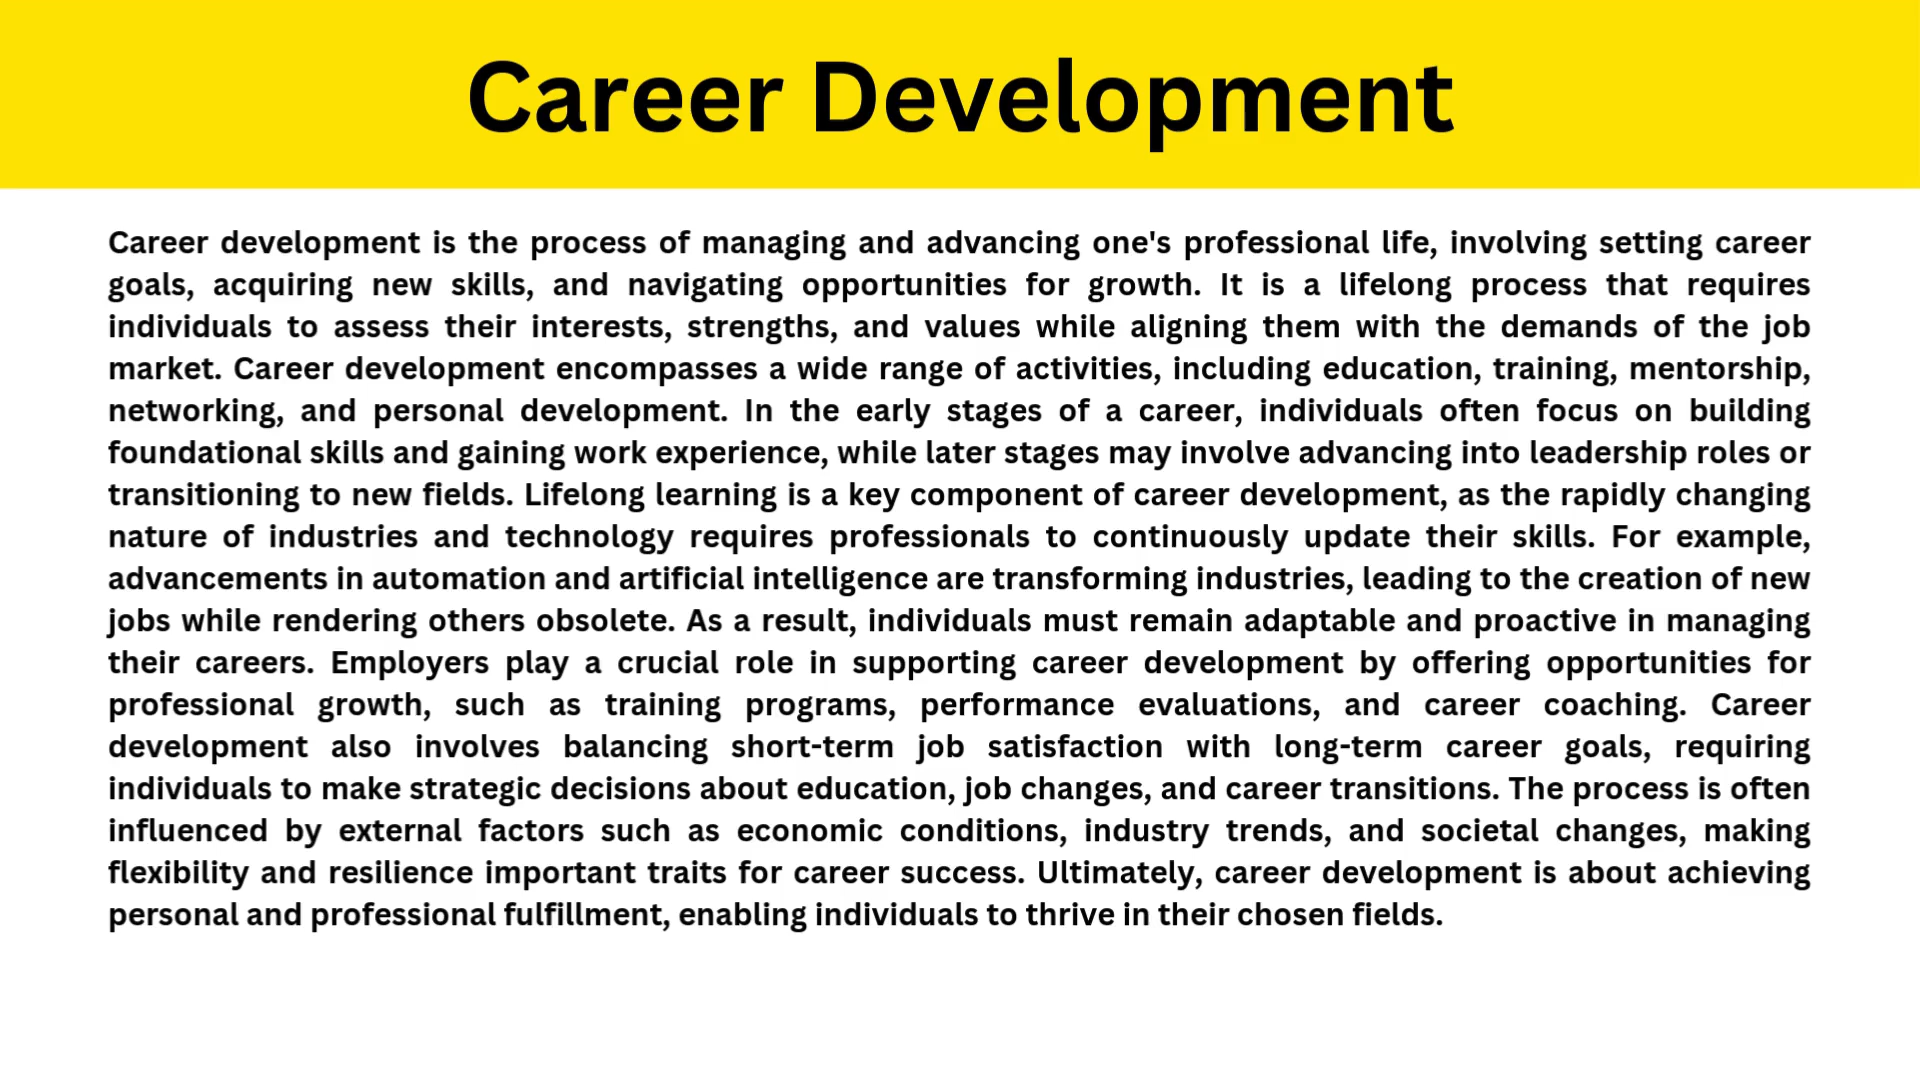 Career Development
Career development is the process of managing and advancing one's professional life, involving setting career
goals, acquiring new skills, and navigating opportunities for growth. It is a lifelong process that requires
individuals to assess their interests, strengths, and values while aligning them with the demands of the job
market. Career development encompasses a wide range of activities, including education, training, mentorship,
networking, and personal development. In the early stages of a career, individuals often focus on building
foundational skills and gaining work experience, while later stages may involve advancing into leadership roles or
transitioning to new fields. Lifelong learning is a key component of career development, as the rapidly changing
nature of industries and technology requires professionals to continuously update their skills. For example,
advancements in automation and artificial intelligence are transforming industries, leading to the creation of new
jobs while rendering others obsolete. As a result, individuals must remain adaptable and proactive in managing
their careers. Employers play a crucial role in supporting career development by offering opportunities for
professional growth, such as training programs, performance evaluations, and career coaching. Career
development also involves balancing short-term job satisfaction with long-term career goals, requiring
individuals to make strategic decisions about education, job changes, and career transitions. The process is often
influenced by external factors such as economic conditions, industry trends, and societal changes, making
flexibility and resilience important traits for career success. Ultimately, career development is about achieving
personal and professional fulfillment, enabling individuals to thrive in their chosen fields.